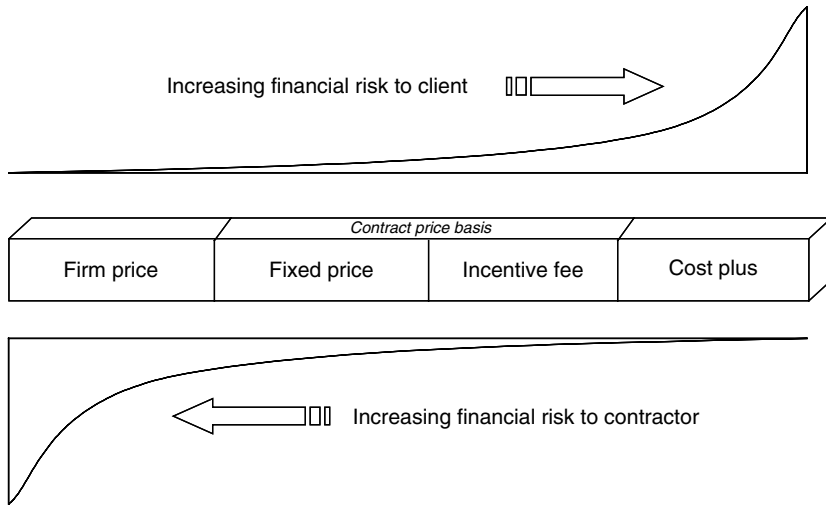 Increasing financial risk to client
Contract price basis
Firm price
Fixed price
Incentive fee
Cost plus
Increasing financial risk to contractor